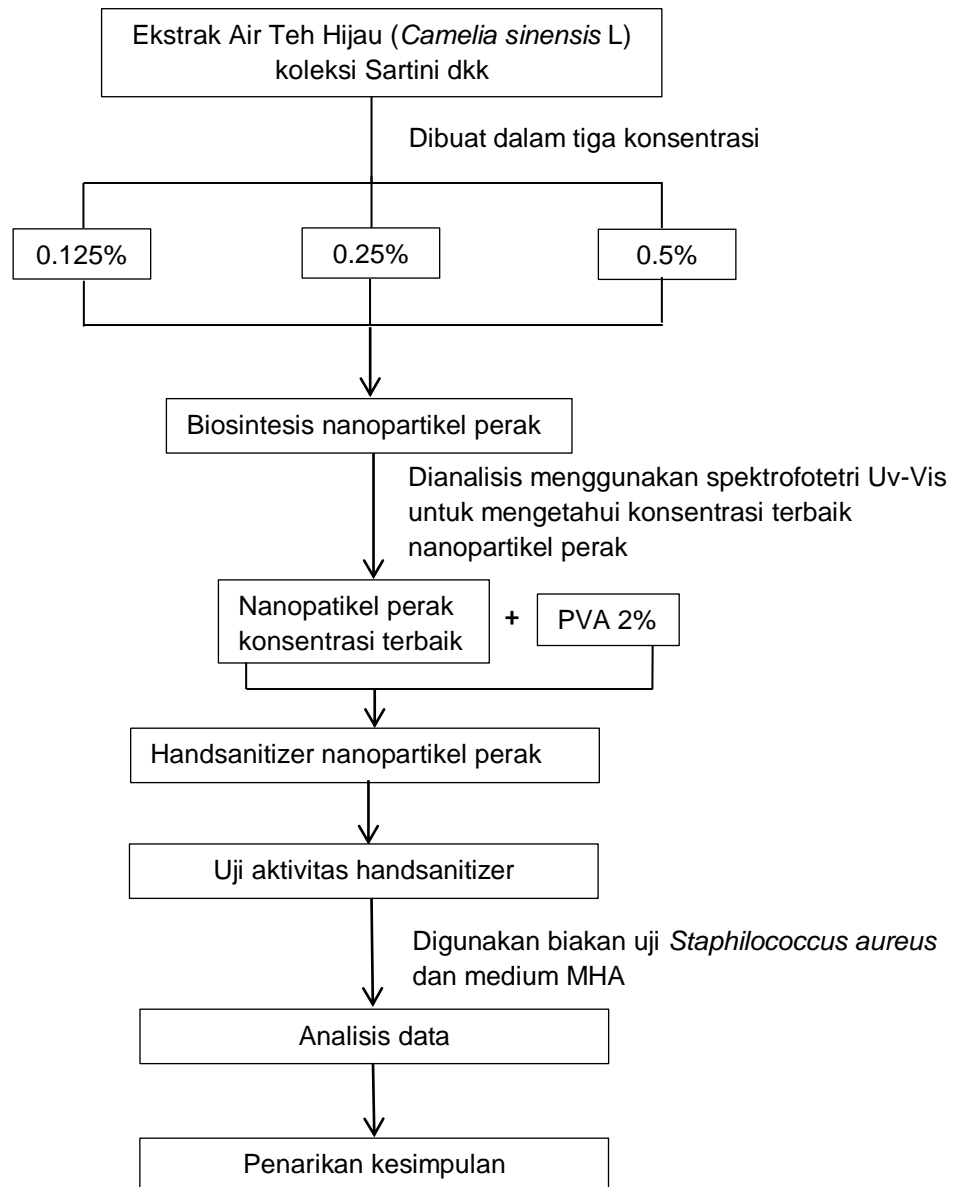 Ekstrak Air Teh Hijau (Camelia sinensis L)
koleksi Sartini dkk
Dibuat dalam tiga konsentrasi
0.125%
0.25%
0.5%
Biosintesis nanopartikel perak
Dianalisis menggunakan spektrofotetri Uv-Vis
untuk mengetahui konsentrasi terbaik
nanopartikel perak
Nanopatikel perak
konsentrasi terbaik
+
PVA 2%
Handsanitizer nanopartikel perak
Uji aktivitas handsanitizer
Digunakan biakan uji Staphilococcus aureus
dan medium MHA
Analisis data
Penarikan kesimpulan